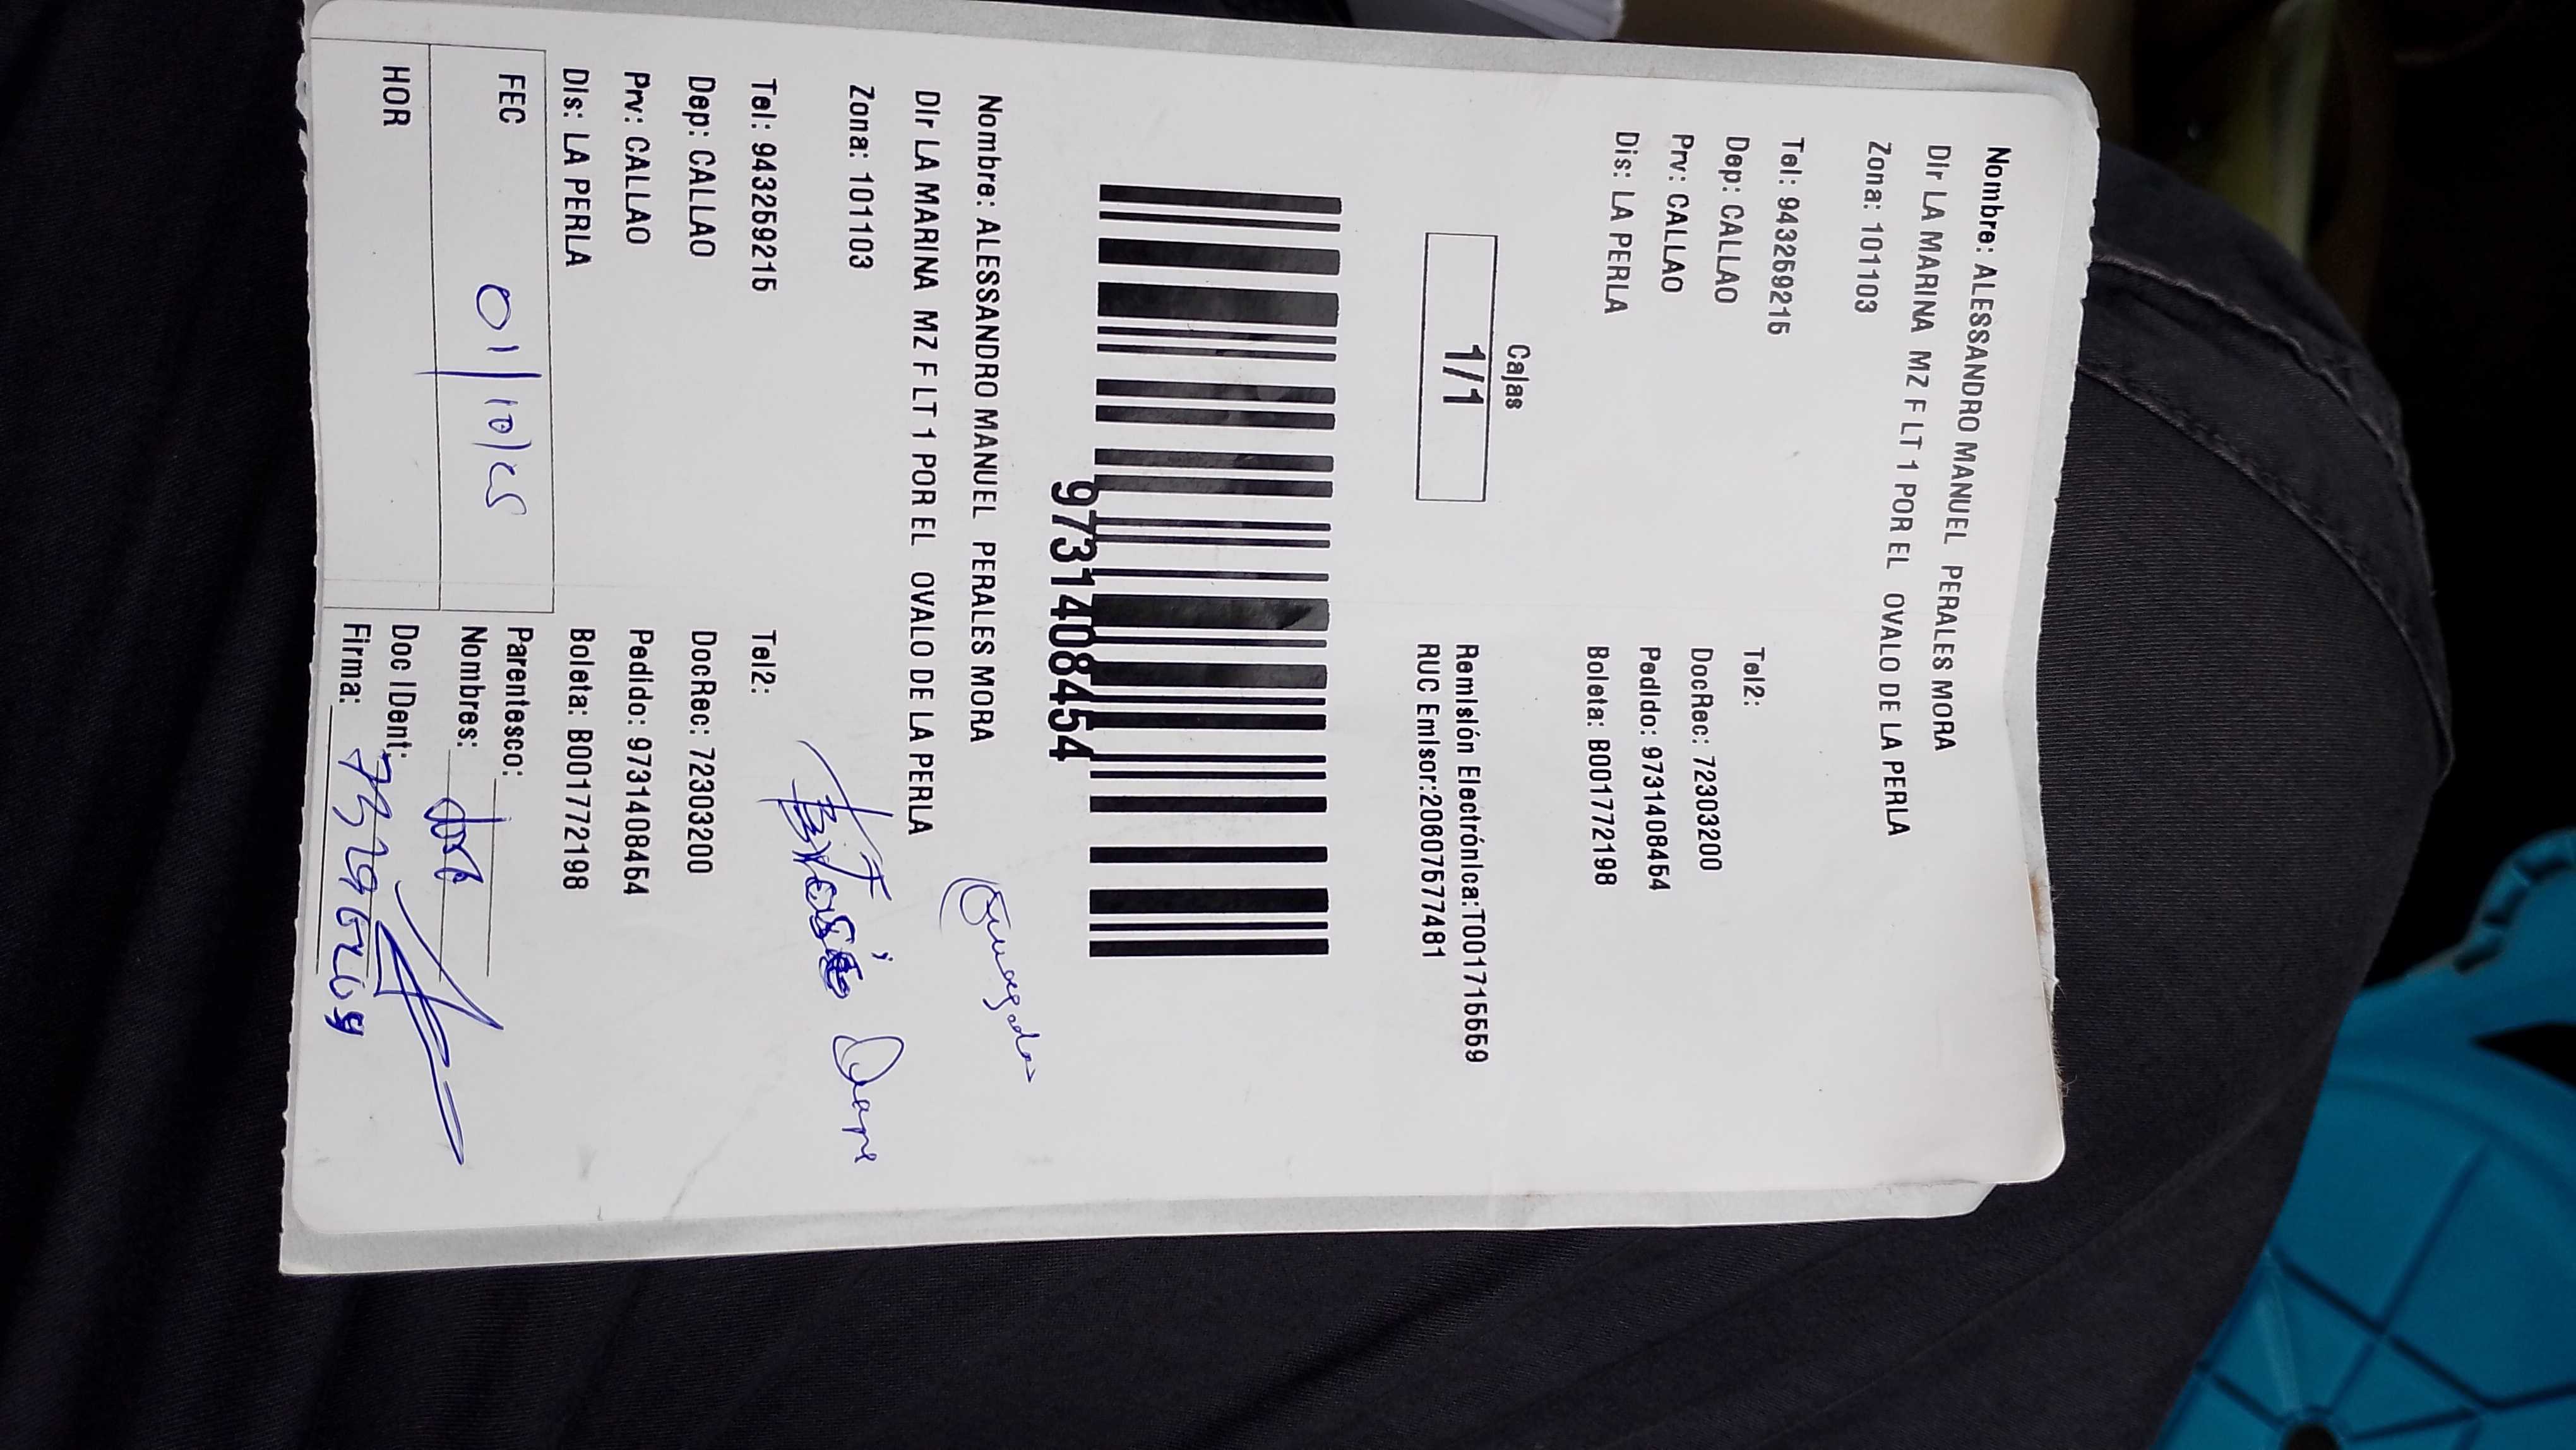 Nombre: ALESSANDRO MANUEL PERALES MORA
Dir LA MARINA MZ F LT 1 POR EL OVALO DE LA PERLA
Zona: 101103
Tel: 943259215
Tel2:
Dep: CALLAO
DocRec: 72303200
Prv: CALLAO
Pedido: 9731408454
Dis: LA PERLA
Boleta: B001772198
Cajas
1/1
Remisión Electrónica:T001715559
RUC Emisor:20607577481
9731408454
Nombre: ALESSANDRO MANUEL PERALES MORA
Dir LA MARINA MZ F LT 1 POR EL OVALO DE LA PERLA
Zona: 101103
Tel: 943259215
Tel2:
Dep: CALLAO
DocRec: 72303200
Prv: CALLAO
Pedido: 9731408454
Dis: LA PERLA
Boleta: B001772198
FEC 01/10/25
Parentesco:
Nombres:
HOR
Doc IDent:
Firma: